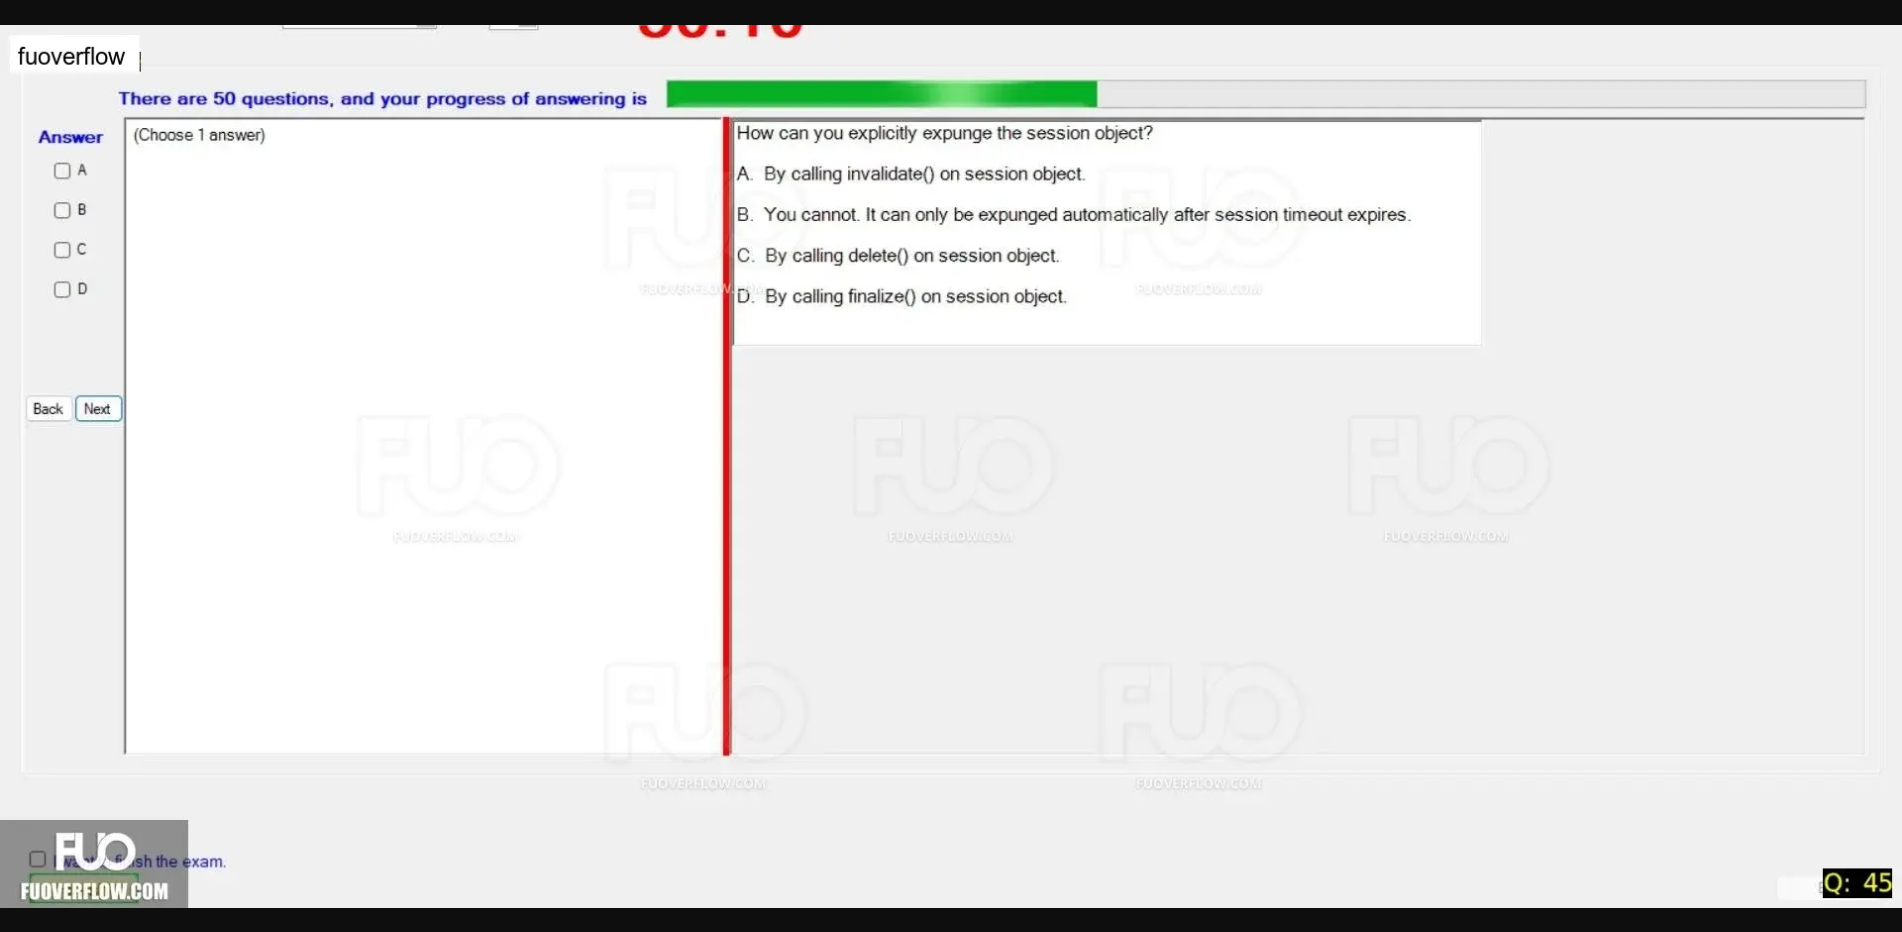 fuoverflow
There are 50 questions, and your progress of answering is
Answer
(Choose 1 answer)
A
B
C
D
Back
Next
How can you explicitly expunge the session object?
A. By calling invalidate() on session object.
B. You cannot. It can only be expunged automatically after session timeout expires.
C. By calling delete() on session object.
D. By calling finalize() on session object.
FUO
FUOVERFLOW.COM
FUO
FUOVERFLOW.COM
FUO
FUOVERFLOW.COM
FUO
FUOVERFLOW.COM
FUO
FUOVERFLOW.COM
FUO
FUOVERFLOW.COM
FUO
FUOVERFLOW.COM
the exam.
FUO
FUOVERFLOW.COM
Q: 45